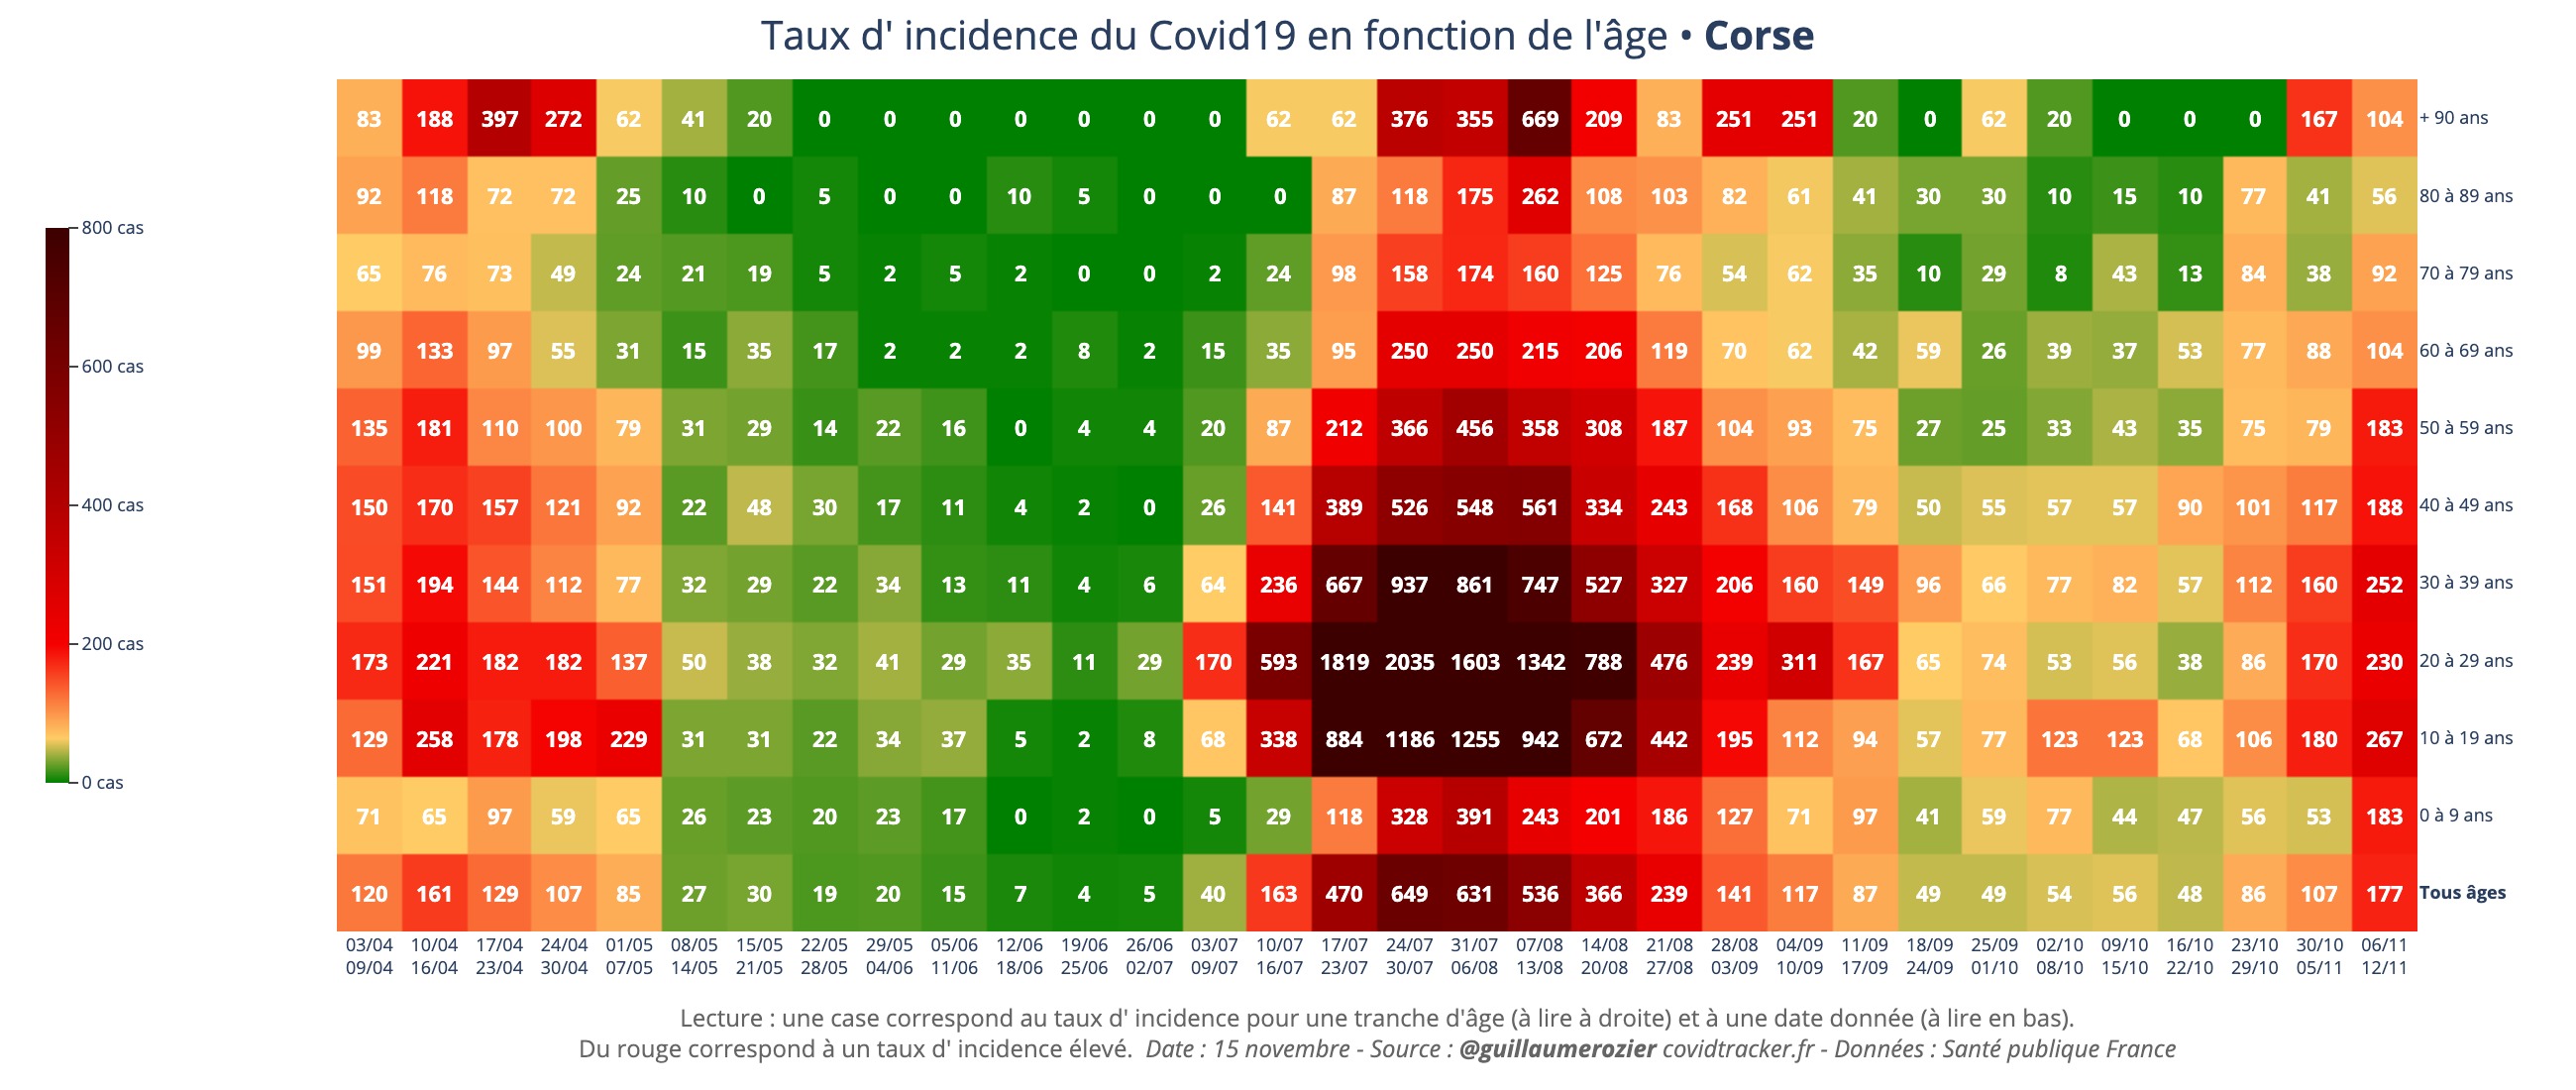 Taux d' incidence du Covid19 en fonction de l'âge • Corse
83 188 397 272 62 41 20 0 0 0 0 0 0 0 62 62 376 355 669 209 83 251 251 20 0 62 20 0 0 0 167 104 + 90 ans
92 118 72 72 25 10 0 5 0 0 10 5 0 0 0 87 118 175 262 108 103 82 61 41 30 30 10 15 10 77 41 56 80 à 89 ans
800 cas
65 76 73 49 24 21 19 5 2 5 2 0 0 2 24 98 158 174 160 125 76 54 62 35 10 29 8 43 13 84 38 92 70 à 79 ans
99 133 97 55 31 15 35 17 2 2 2 8 2 15 35 95 250 250 215 206 119 70 62 42 59 26 39 37 53 77 88 104 60 à 69 ans
600 cas
135 181 110 100 79 31 29 14 22 16 0 4 4 20 87 212 366 456 358 308 187 104 93 75 27 25 33 43 35 75 79 183 50 à 59 ans
400 cas
150 170 157 121 92 22 48 30 17 11 4 2 0 26 141 389 526 548 561 334 243 168 106 79 50 55 57 57 90 101 117 188 40 à 49 ans
151 194 144 112 77 32 29 22 34 13 11 4 6 64 236 667 937 861 747 527 327 206 160 149 96 66 77 82 57 112 160 252 30 à 39 ans
200 cas
173 221 182 182 137 50 38 32 41 29 35 11 29 170 593 1819 2035 1603 1342 788 476 239 311 167 65 74 53 56 38 86 170 230 20 à 29 ans
129 258 178 198 229 31 31 22 34 37 5 2 8 68 338 884 1186 1255 942 672 442 195 112 94 57 77 123 123 68 106 180 267 10 à 19 ans
0 cas
71 65 97 59 65 26 23 20 23 17 0 2 0 5 29 118 328 391 243 201 186 127 71 97 41 59 77 44 47 56 53 183 0 à 9 ans
120 161 129 107 85 27 30 19 20 15 7 4 5 40 163 470 649 631 536 366 239 141 117 87 49 49 54 56 48 86 107 177 Tous âges
03/04 10/04 17/04 24/04 01/05 08/05 15/05 22/05 29/05 05/06 12/06 19/06 26/06 03/07 10/07 17/07 24/07 31/07 07/08 14/08 21/08 28/08 04/09 11/09 18/09 25/09 02/10 09/10 16/10 23/10 30/10 06/11
09/04 16/04 23/04 30/04 07/05 14/05 21/05 28/05 04/06 11/06 18/06 25/06 02/07 09/07 16/07 23/07 30/07 06/08 13/08 20/08 27/08 03/09 10/09 17/09 24/09 01/10 08/10 15/10 22/10 29/10 05/11 12/11
Lecture : une case correspond au taux d' incidence pour une tranche d'âge (à lire à droite) et à une date donnée (à lire en bas).
Du rouge correspond à un taux d' incidence élevé. Date : 15 novembre - Source : @guillaumerozier covidtracker.fr - Données : Santé publique France